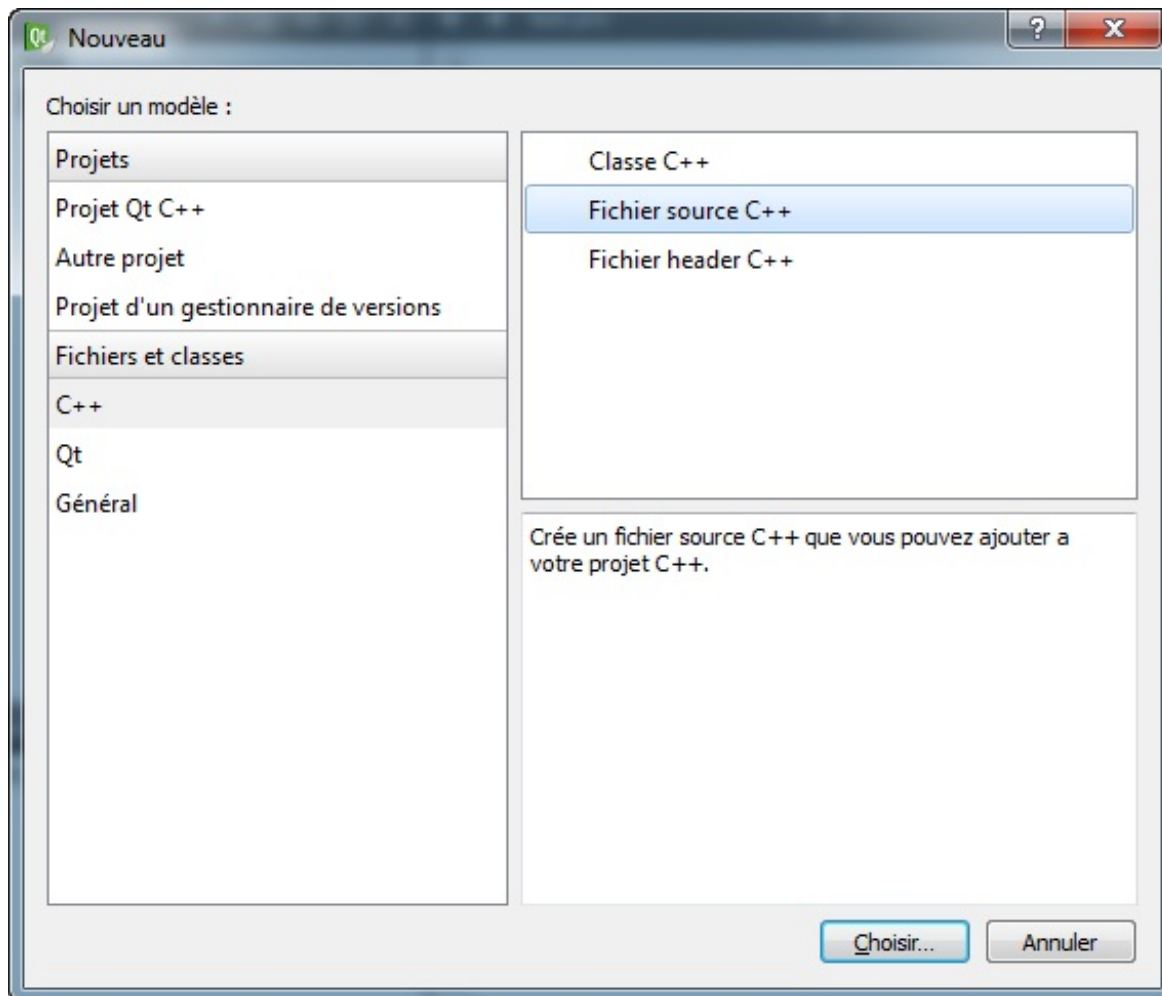 Qt Nouveau
?
X
Choisir un modèle :
Projets
Projet Qt C++
Autre projet
Projet d'un gestionnaire de versions
Fichiers et classes
C++
Qt
Général
Classe C++
Fichier source C++
Fichier header C++
Crée un fichier source C++ que vous pouvez ajouter a
votre projet C++.
Choisir...
Annuler